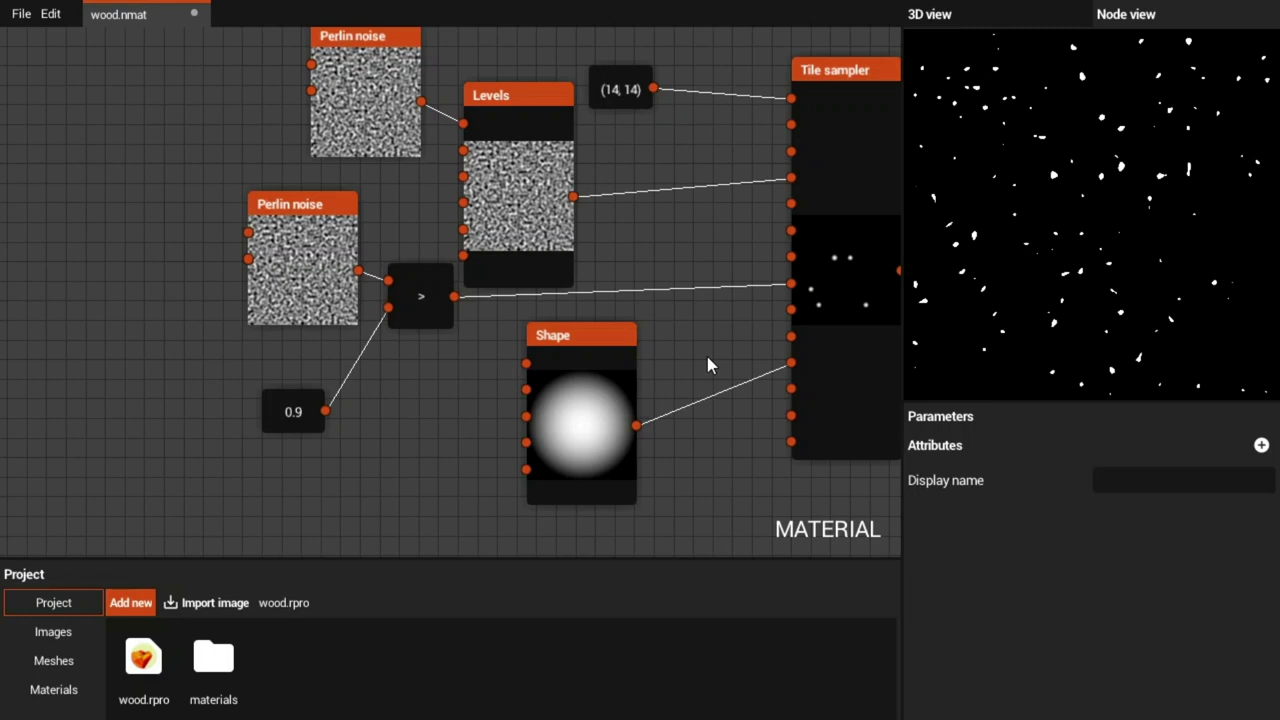 File Edit
wood.nmat
3D view
Node view
Perlin noise
Levels
(14, 14)
Tile sampler
Perlin noise
>
0.9
Shape
MATERIAL
Parameters
Attributes
Display name
Project
Project
Add new
Import image
wood.rpro
Images
Meshes
Materials
wood.rpro
materials